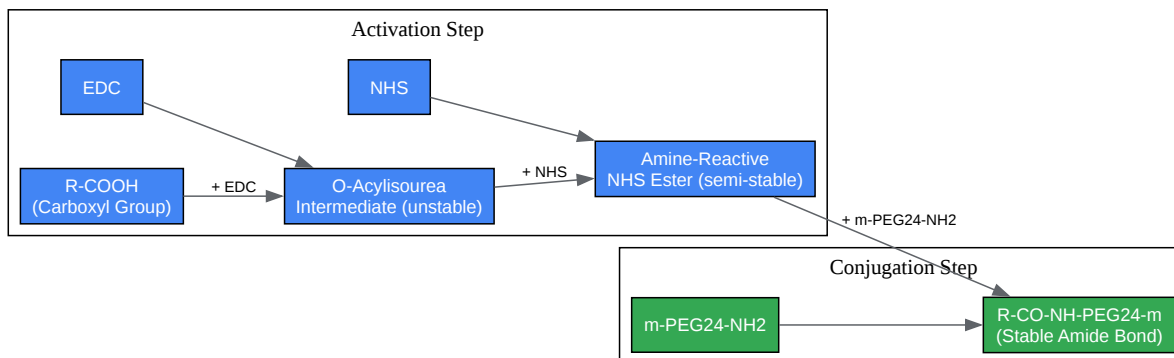 Activation Step
EDC
NHS
R-COOH
(Carboxyl Group)
+ EDC
O-Acylisourea
Intermediate (unstable)
+ NHS
Amine-Reactive
NHS Ester (semi-stable)
+ m-PEG24-NH2
Conjugation Step
m-PEG24-NH2
R-CO-NH-PEG24-m
(Stable Amide Bond)